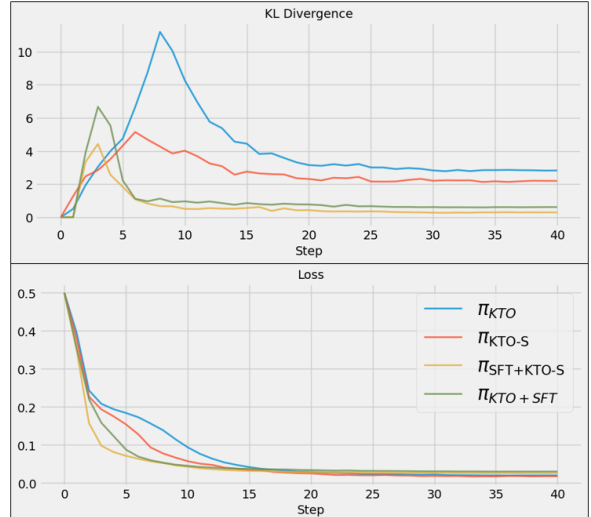 KL Divergence
10
8
6
4
2
0
0 5 10 15 20 25 30 35 40
Step
Loss
0.5
0.4
0.3
0.2
0.1
0.0
π_KTO
π_KTO-S
π_SFT+KTO-S
π_KTO+SFT
0 5 10 15 20 25 30 35 40
Step